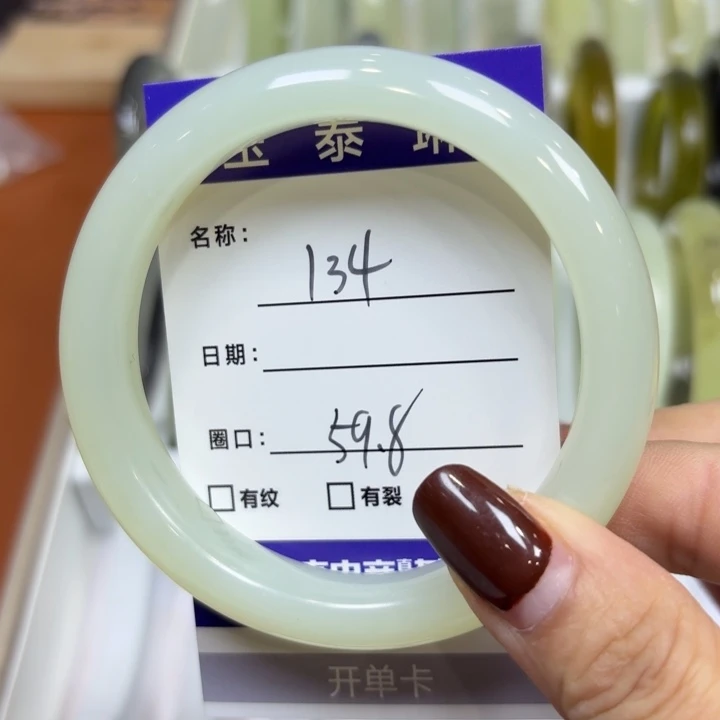 泰
名称: 134
日期:
圈口: 59.8
□有纹 □有裂
开单卡